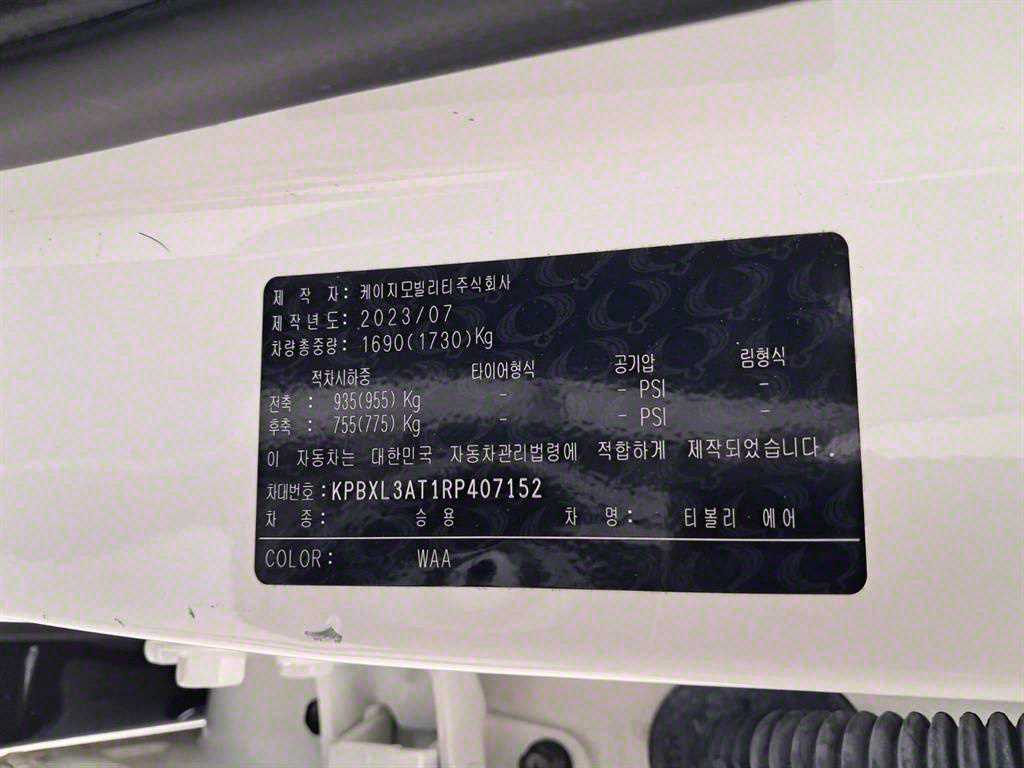 제 작 자: 케이지모빌리티주식회사
제작년도: 2023/07
차량총중량: 1690(1730)Kg
적차시하중 타이어형식 공기압 림형식
전축 : 935(955) Kg - - PSI -
후축 : 755(775) Kg - - PSI -
이 자동차는 대한민국 자동차관리법령에 적합하게 제작되었습니다.
차대번호: KPBXL3AT1RP407152
차 종: 승용 차 명: 티볼리 에어
COLOR: WAA